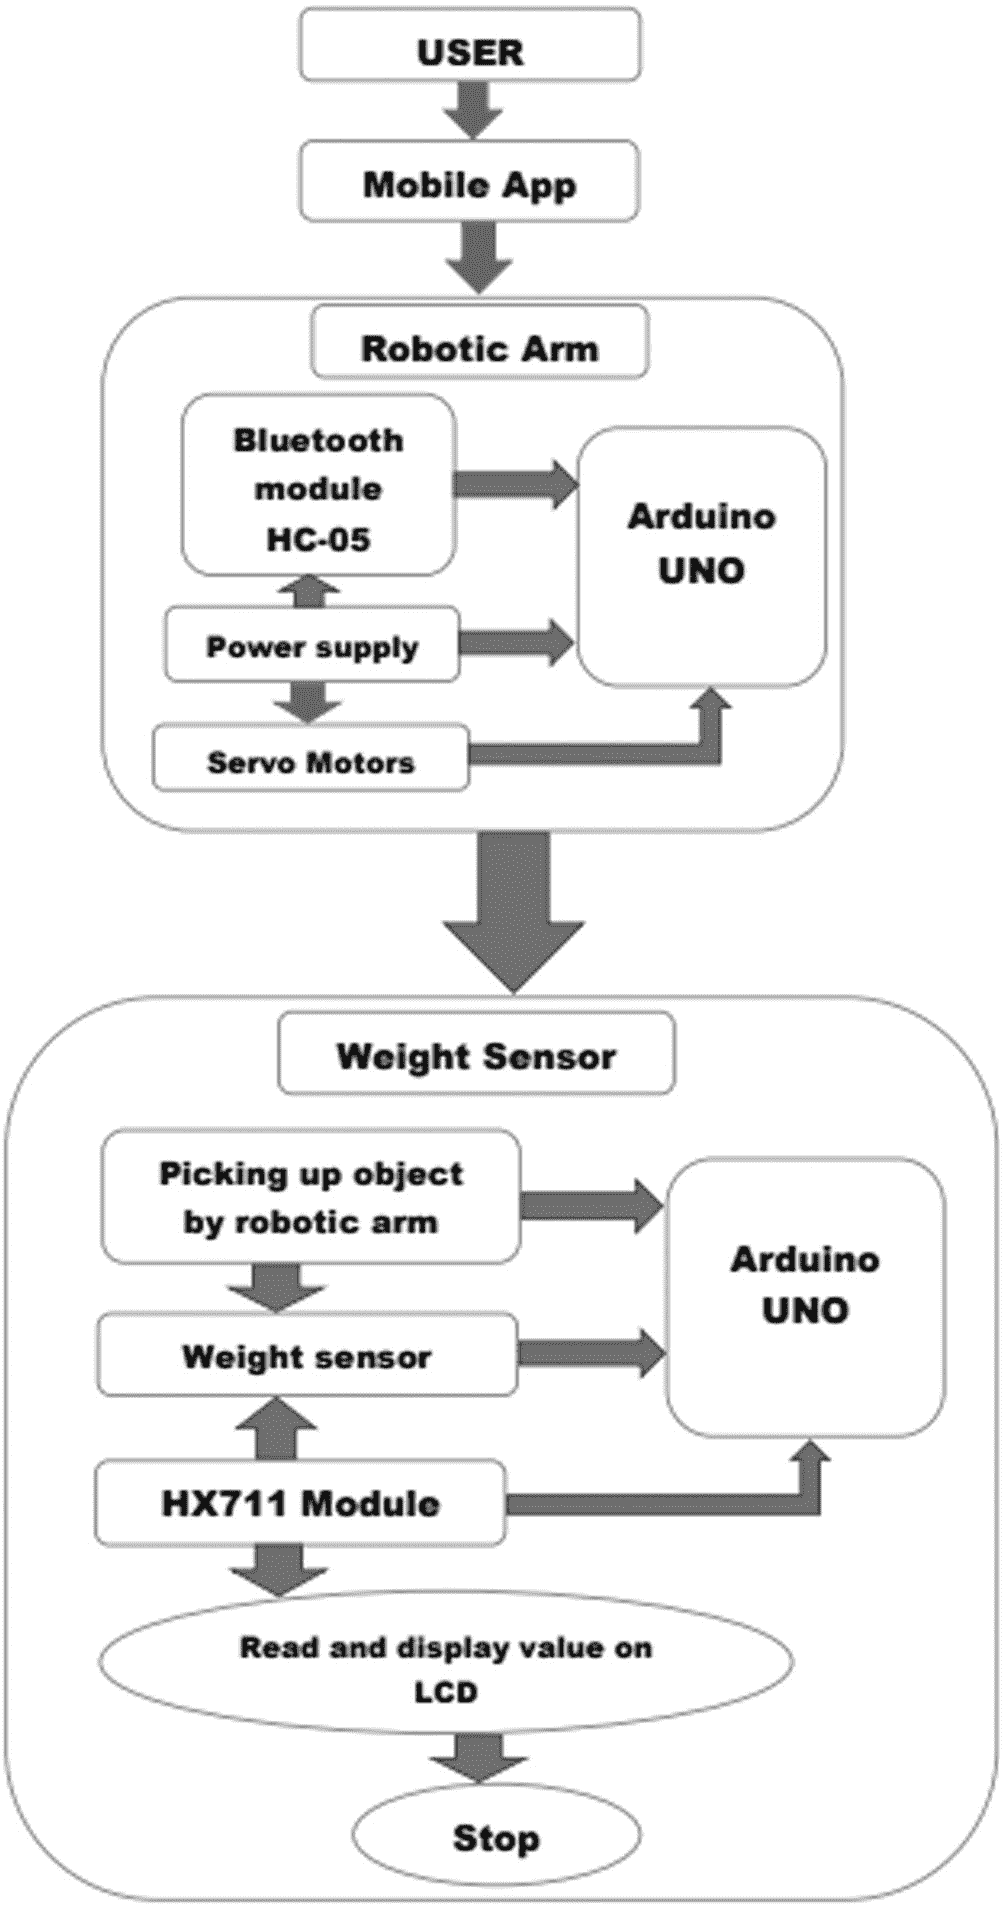 USER
Mobile App
Robotic Arm
Bluetooth
module
HC-05
Arduino
UNO
Power supply
Servo Motors
Weight Sensor
Picking up object
by robotic arm
Arduino
UNO
Weight sensor
HX711 Module
Read and display value on
LCD
Stop